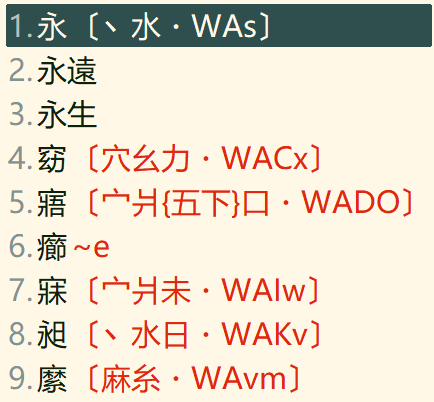 1. 永〔丶水・WAs〕
2. 永遠
3. 永生
4. 窈〔穴幺力・WACx〕
5. 寤〔宀爿{五下}口・WADO〕
6. 癤~e
7. 寐〔宀爿未・WAIw〕
8. 昶〔丶水日・WAKv〕
9. 縻〔麻糸・WAvm〕